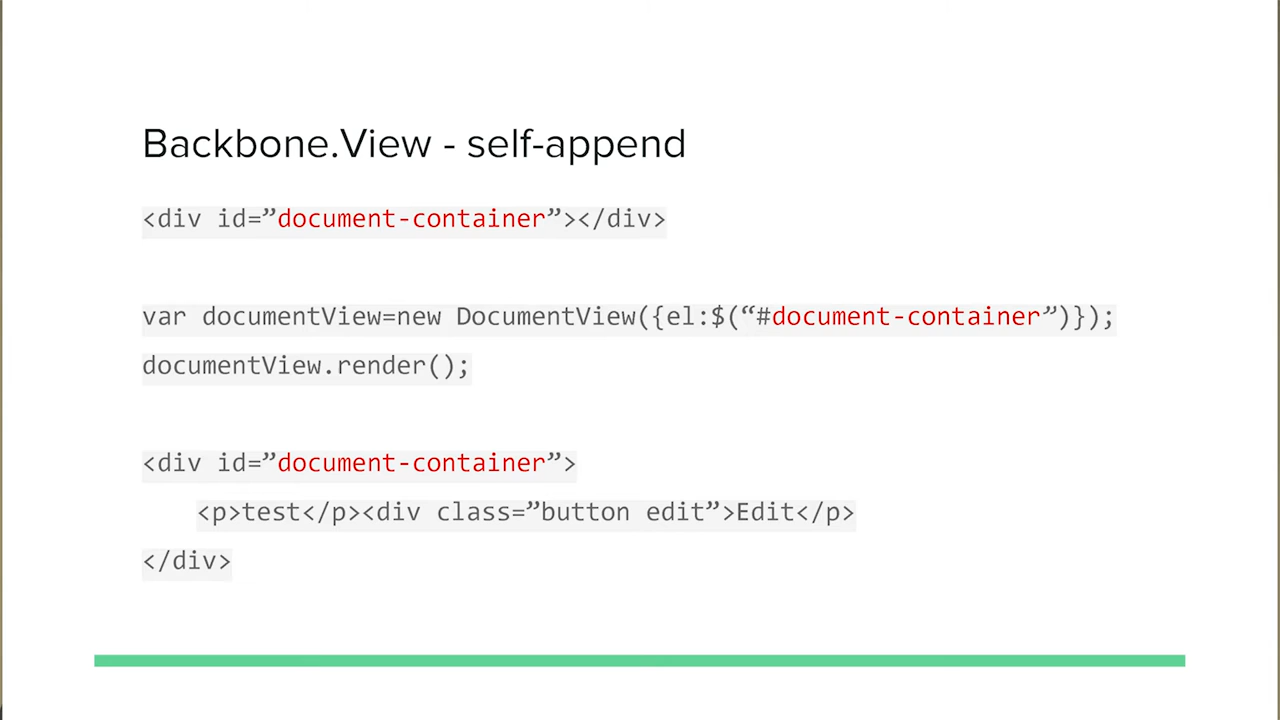 Backbone.View - self-append
<div id=”document-container”></div>
var documentView=new DocumentView({el:$(“#document-container”)});
documentView.render();
<div id=”document-container”>
<p>test</p><div class=”button edit”>Edit</p>
</div>